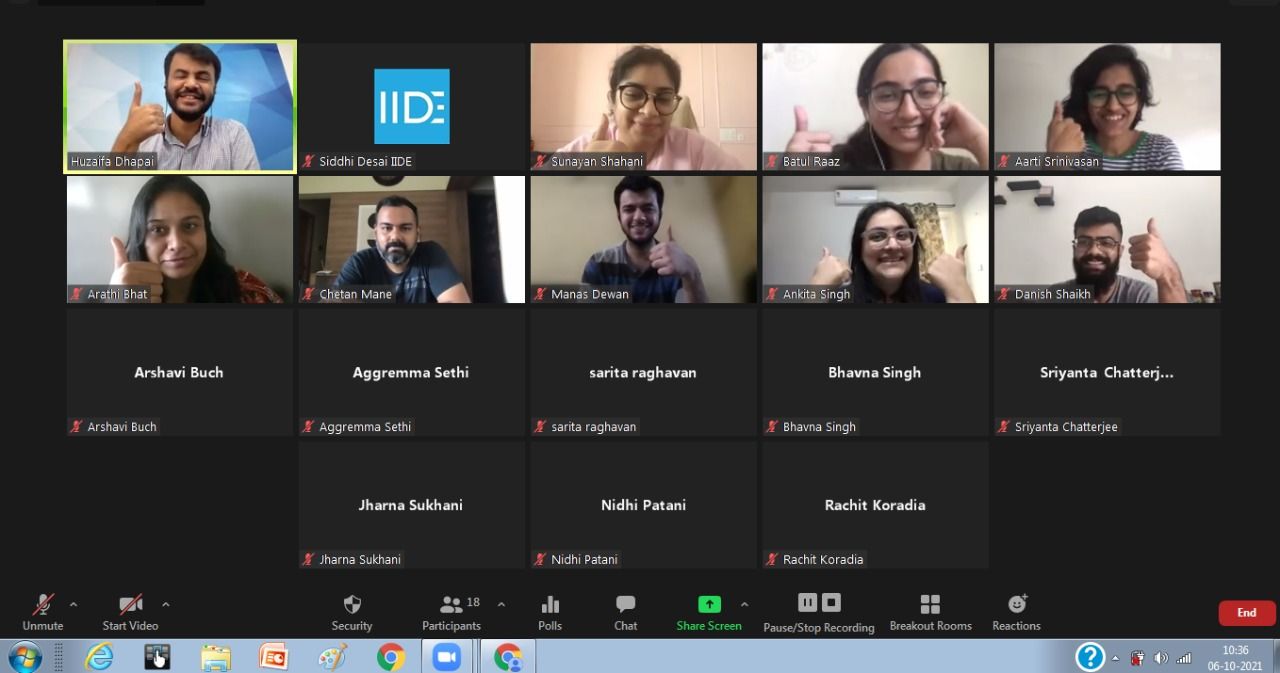 Huzaifa Dhapai
IIDE
Siddhi Desai IIDE
Sunayan Shahani
Batul Raaz
Aarti Srinivasan
Arathi Bhat
Chetan Mane
Manas Dewan
Ankita Singh
Danish Shaikh
Arshavi Buch
Arshavi Buch
Aggremma Sethi
Aggremma Sethi
sarita raghavan
sarita raghavan
Bhavna Singh
Bhavna Singh
Sriyanta Chatterj...
Sriyanta Chatterjee
Jharna Sukhani
Jharna Sukhani
Nidhi Patani
Nidhi Patani
Rachit Koradia
Rachit Koradia
Unmute
Start Video
Security
18
Participants
Polls
Chat
Share Screen
Pause/Stop Recording
Breakout Rooms
Reactions
End
10:36
06-10-2021